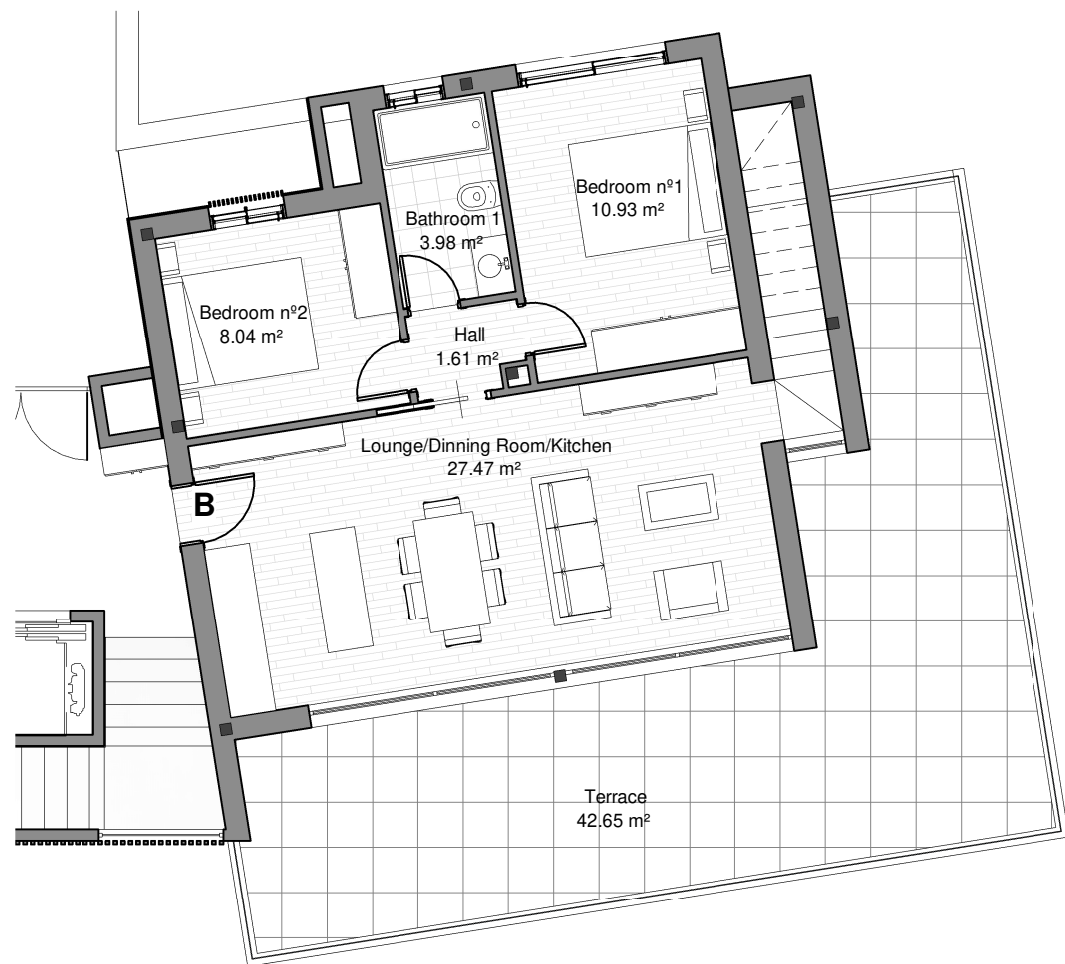 Bedroom nº1
10.93 m²
Bathroom 1
3.98 m²
Bedroom nº2
8.04 m²
Hall
1.61 m²
Lounge/Dinning Room/Kitchen
27.47 m²
B
Terrace
42.65 m²